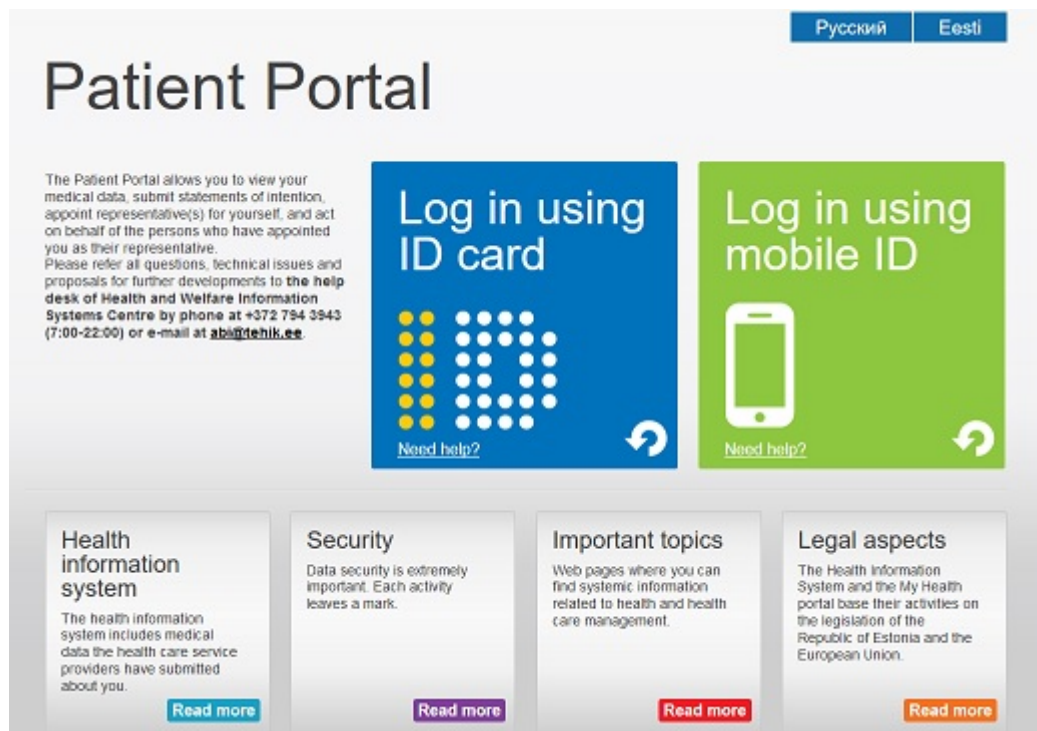 Русский Eesti
Patient Portal
The Patient Portal allows you to view your
medical data, submit statements of intention,
appoint representative(s) for yourself, and act
on behalf of the persons who have appointed
you as their representative.
Please refer all questions, technical issues and
proposals for further developments to the help
desk of Health and Welfare Information
Systems Centre by phone at +372 794 3943
(7:00-22:00) or e-mail at abi@tehik.ee.
Log in using
ID card
ID
Need help?
Log in using
mobile ID
Need help?
Health
information
system
The health information
system includes medical
data the health care service
providers have submitted
about you.
Read more
Security
Data security is extremely
important. Each activity
leaves a mark.
Read more
Important topics
Web pages where you can
find systemic information
related to health and health
care management.
Read more
Legal aspects
The Health Information
System and the My Health
portal base their activities on
the legislation of the
Republic of Estonia and the
European Union.
Read more